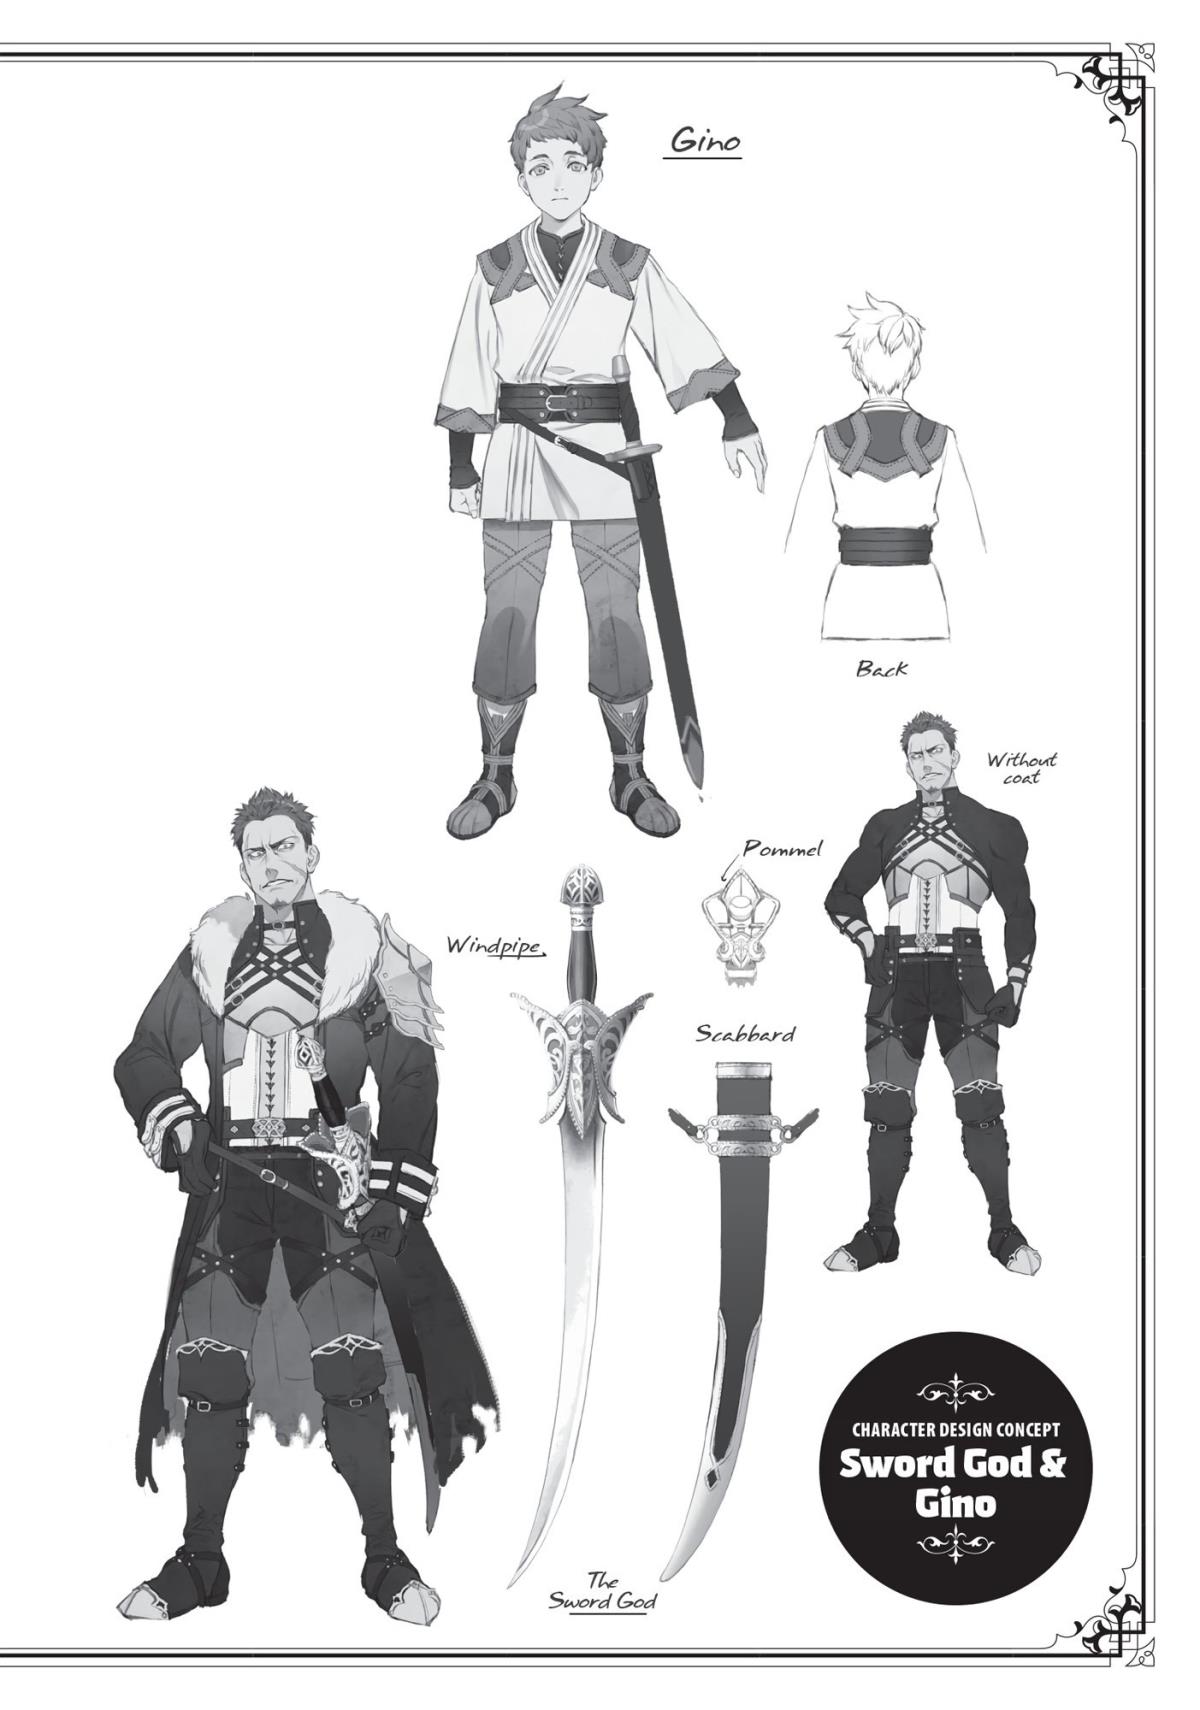 Gino
Back
Without
coat
Pommel
Windpipe
Scabbard
The
Sword God
CHARACTER DESIGN CONCEPT
Sword God &
Gino